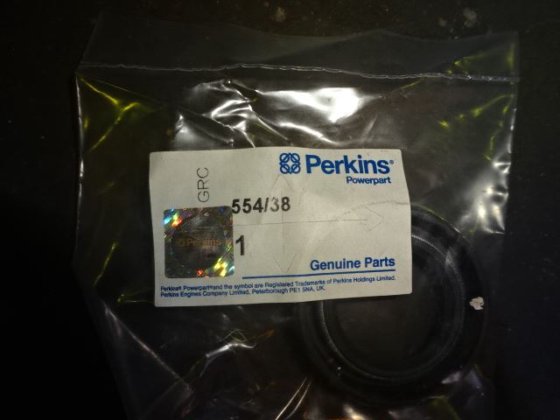 GRC
Perkins®
Powerpart
554/38
Perkins
1
Genuine Parts
Perkins® Powerpart® and the symbol are Registered Trademarks of Perkins Holdings Limited.
Perkins Engines Company Limited, Peterborough PE1 5NA, UK.